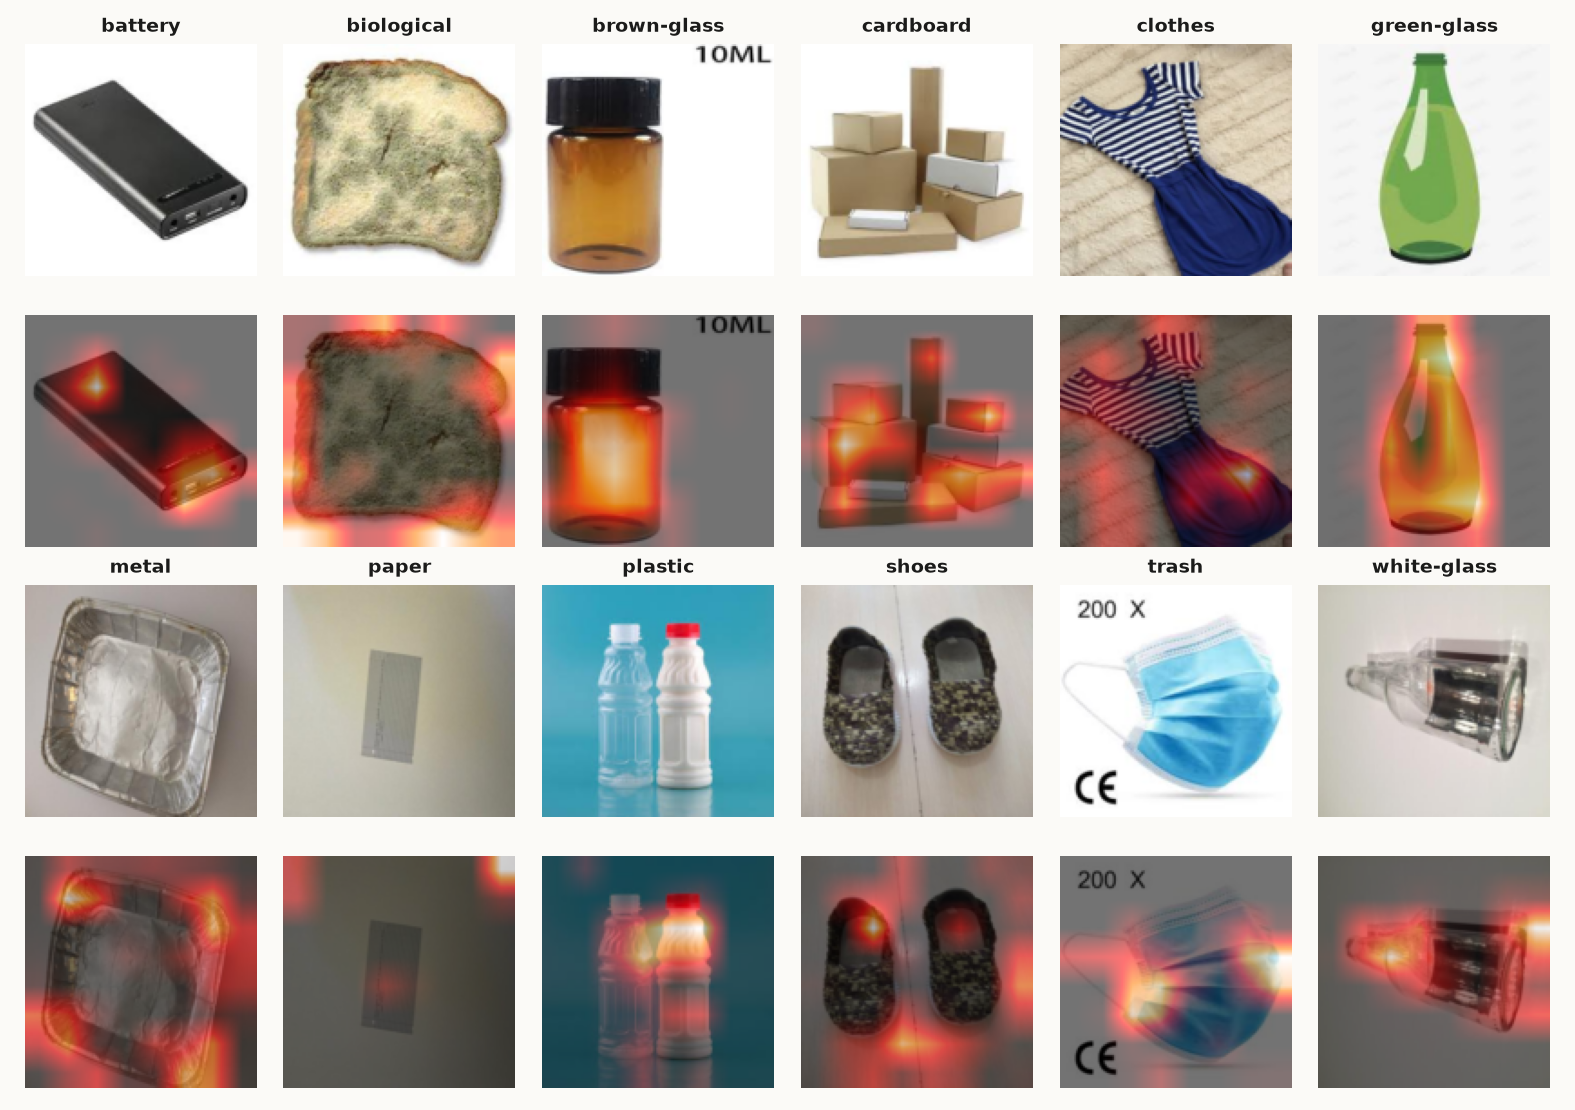 battery
biological
brown-glass
cardboard
clothes
green-glass
10ML
10ML
metal
paper
plastic
shoes
trash
white-glass
200 X
CE
200 X
CE